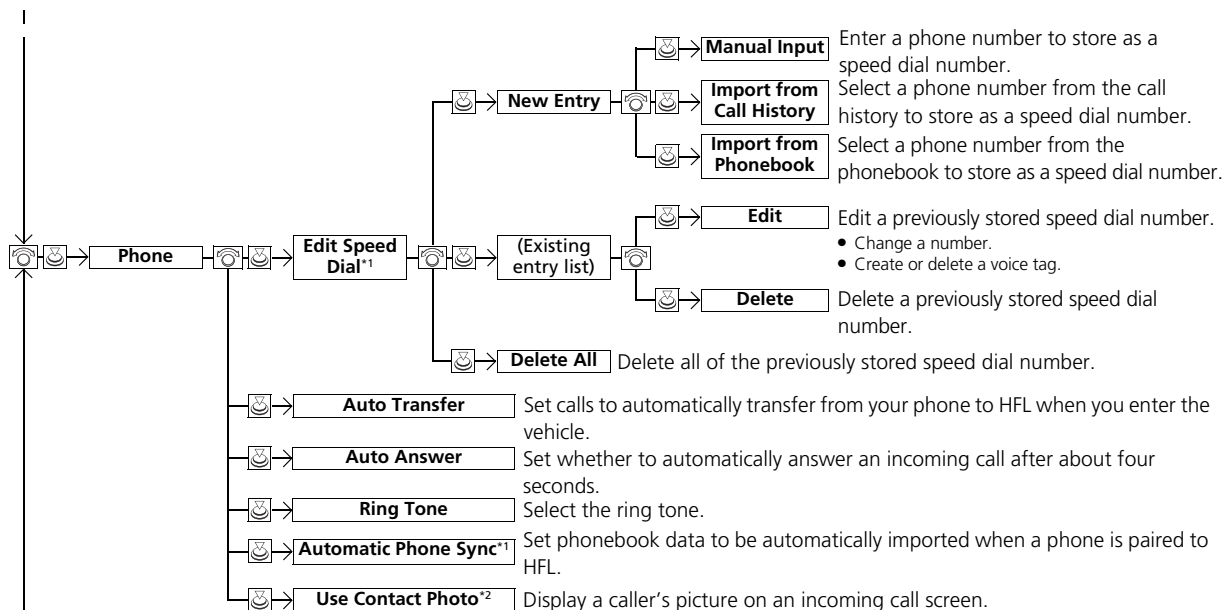 Manual Input
Enter a phone number to store as a
speed dial number.
New Entry
Import from
Call History
Select a phone number from the call
history to store as a speed dial number.
Import from
Phonebook
Select a phone number from the
phonebook to store as a speed dial number.
Phone
Edit Speed
Dial*1
(Existing
entry list)
Edit
Edit a previously stored speed dial number.
● Change a number.
● Create or delete a voice tag.
Delete
Delete a previously stored speed dial
number.
Delete All
Delete all of the previously stored speed dial number.
Auto Transfer
Set calls to automatically transfer from your phone to HFL when you enter the
vehicle.
Auto Answer
Set whether to automatically answer an incoming call after about four
seconds.
Ring Tone
Select the ring tone.
Automatic Phone Sync*1
Set phonebook data to be automatically imported when a phone is paired to
HFL.
Use Contact Photo*2
Display a caller's picture on an incoming call screen.